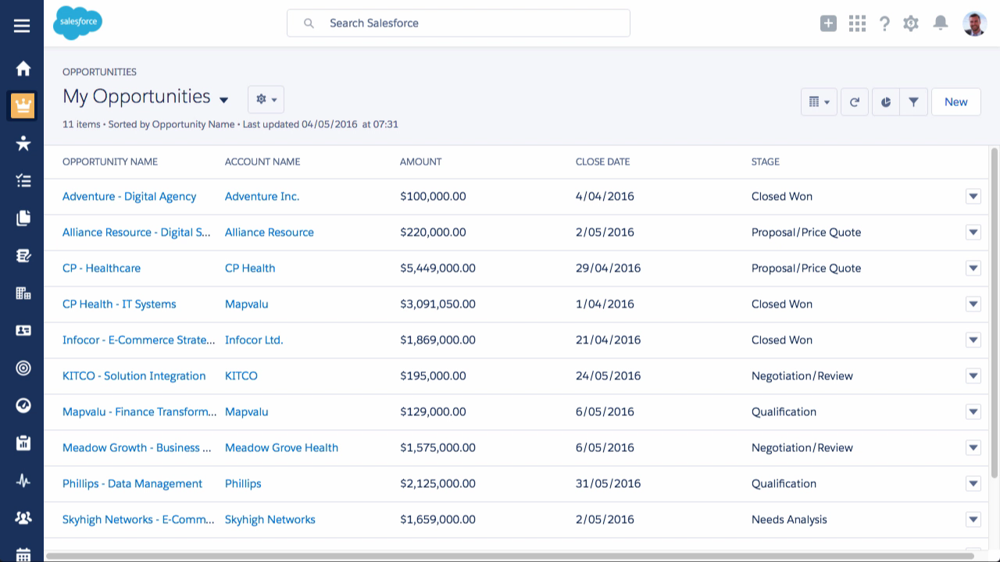 salesforce
Search Salesforce
OPPORTUNITIES
My Opportunities
11 items • Sorted by Opportunity Name • Last updated 04/05/2016 at 07:31
New
OPPORTUNITY NAME ACCOUNT NAME AMOUNT CLOSE DATE STAGE
Adventure - Digital Agency Adventure Inc. $100,000.00 4/04/2016 Closed Won
Alliance Resource - Digital S... Alliance Resource $220,000.00 2/05/2016 Proposal/Price Quote
CP - Healthcare CP Health $5,449,000.00 29/04/2016 Proposal/Price Quote
CP Health - IT Systems Mapvalu $3,091,050.00 1/04/2016 Closed Won
Infocor - E-Commerce Strate... Infocor Ltd. $1,869,000.00 21/04/2016 Closed Won
KITCO - Solution Integration KITCO $195,000.00 24/05/2016 Negotiation/Review
Mapvalu - Finance Transform... Mapvalu $129,000.00 6/05/2016 Qualification
Meadow Growth - Business ... Meadow Grove Health $1,575,000.00 6/05/2016 Negotiation/Review
Phillips - Data Management Phillips $2,125,000.00 31/05/2016 Qualification
Skyhigh Networks - E-Comm... Skyhigh Networks $1,659,000.00 2/05/2016 Needs Analysis